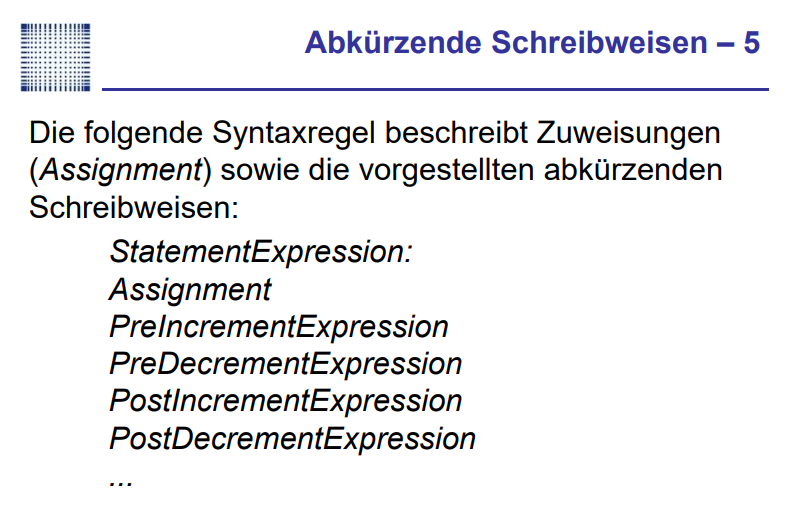 Abkürzende Schreibweisen – 5
Die folgende Syntaxregel beschreibt Zuweisungen
(Assignment) sowie die vorgestellten abkürzenden
Schreibweisen:
StatementExpression:
Assignment
PreIncrementExpression
PreDecrementExpression
PostIncrementExpression
PostDecrementExpression
...